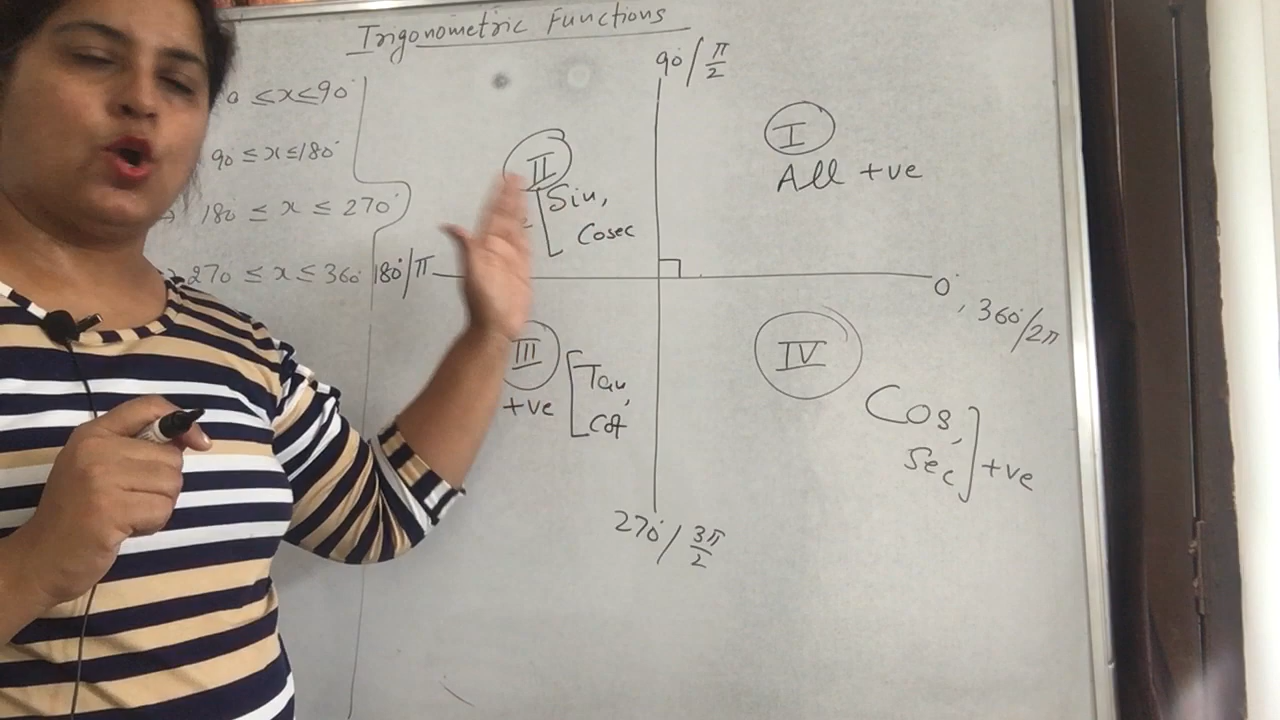 Trigonometric Functions
0 ≤ x ≤ 90°
90 ≤ x ≤ 180°
180 ≤ x ≤ 270°
270 ≤ x ≤ 360°
90°/π/2
II
Sin,
Cosec
I
All +ve
180°/π
0°, 360°/2π
III
+ve
Tan,
Cot
IV
Cos,
Sec
+ve
270°/3π/2